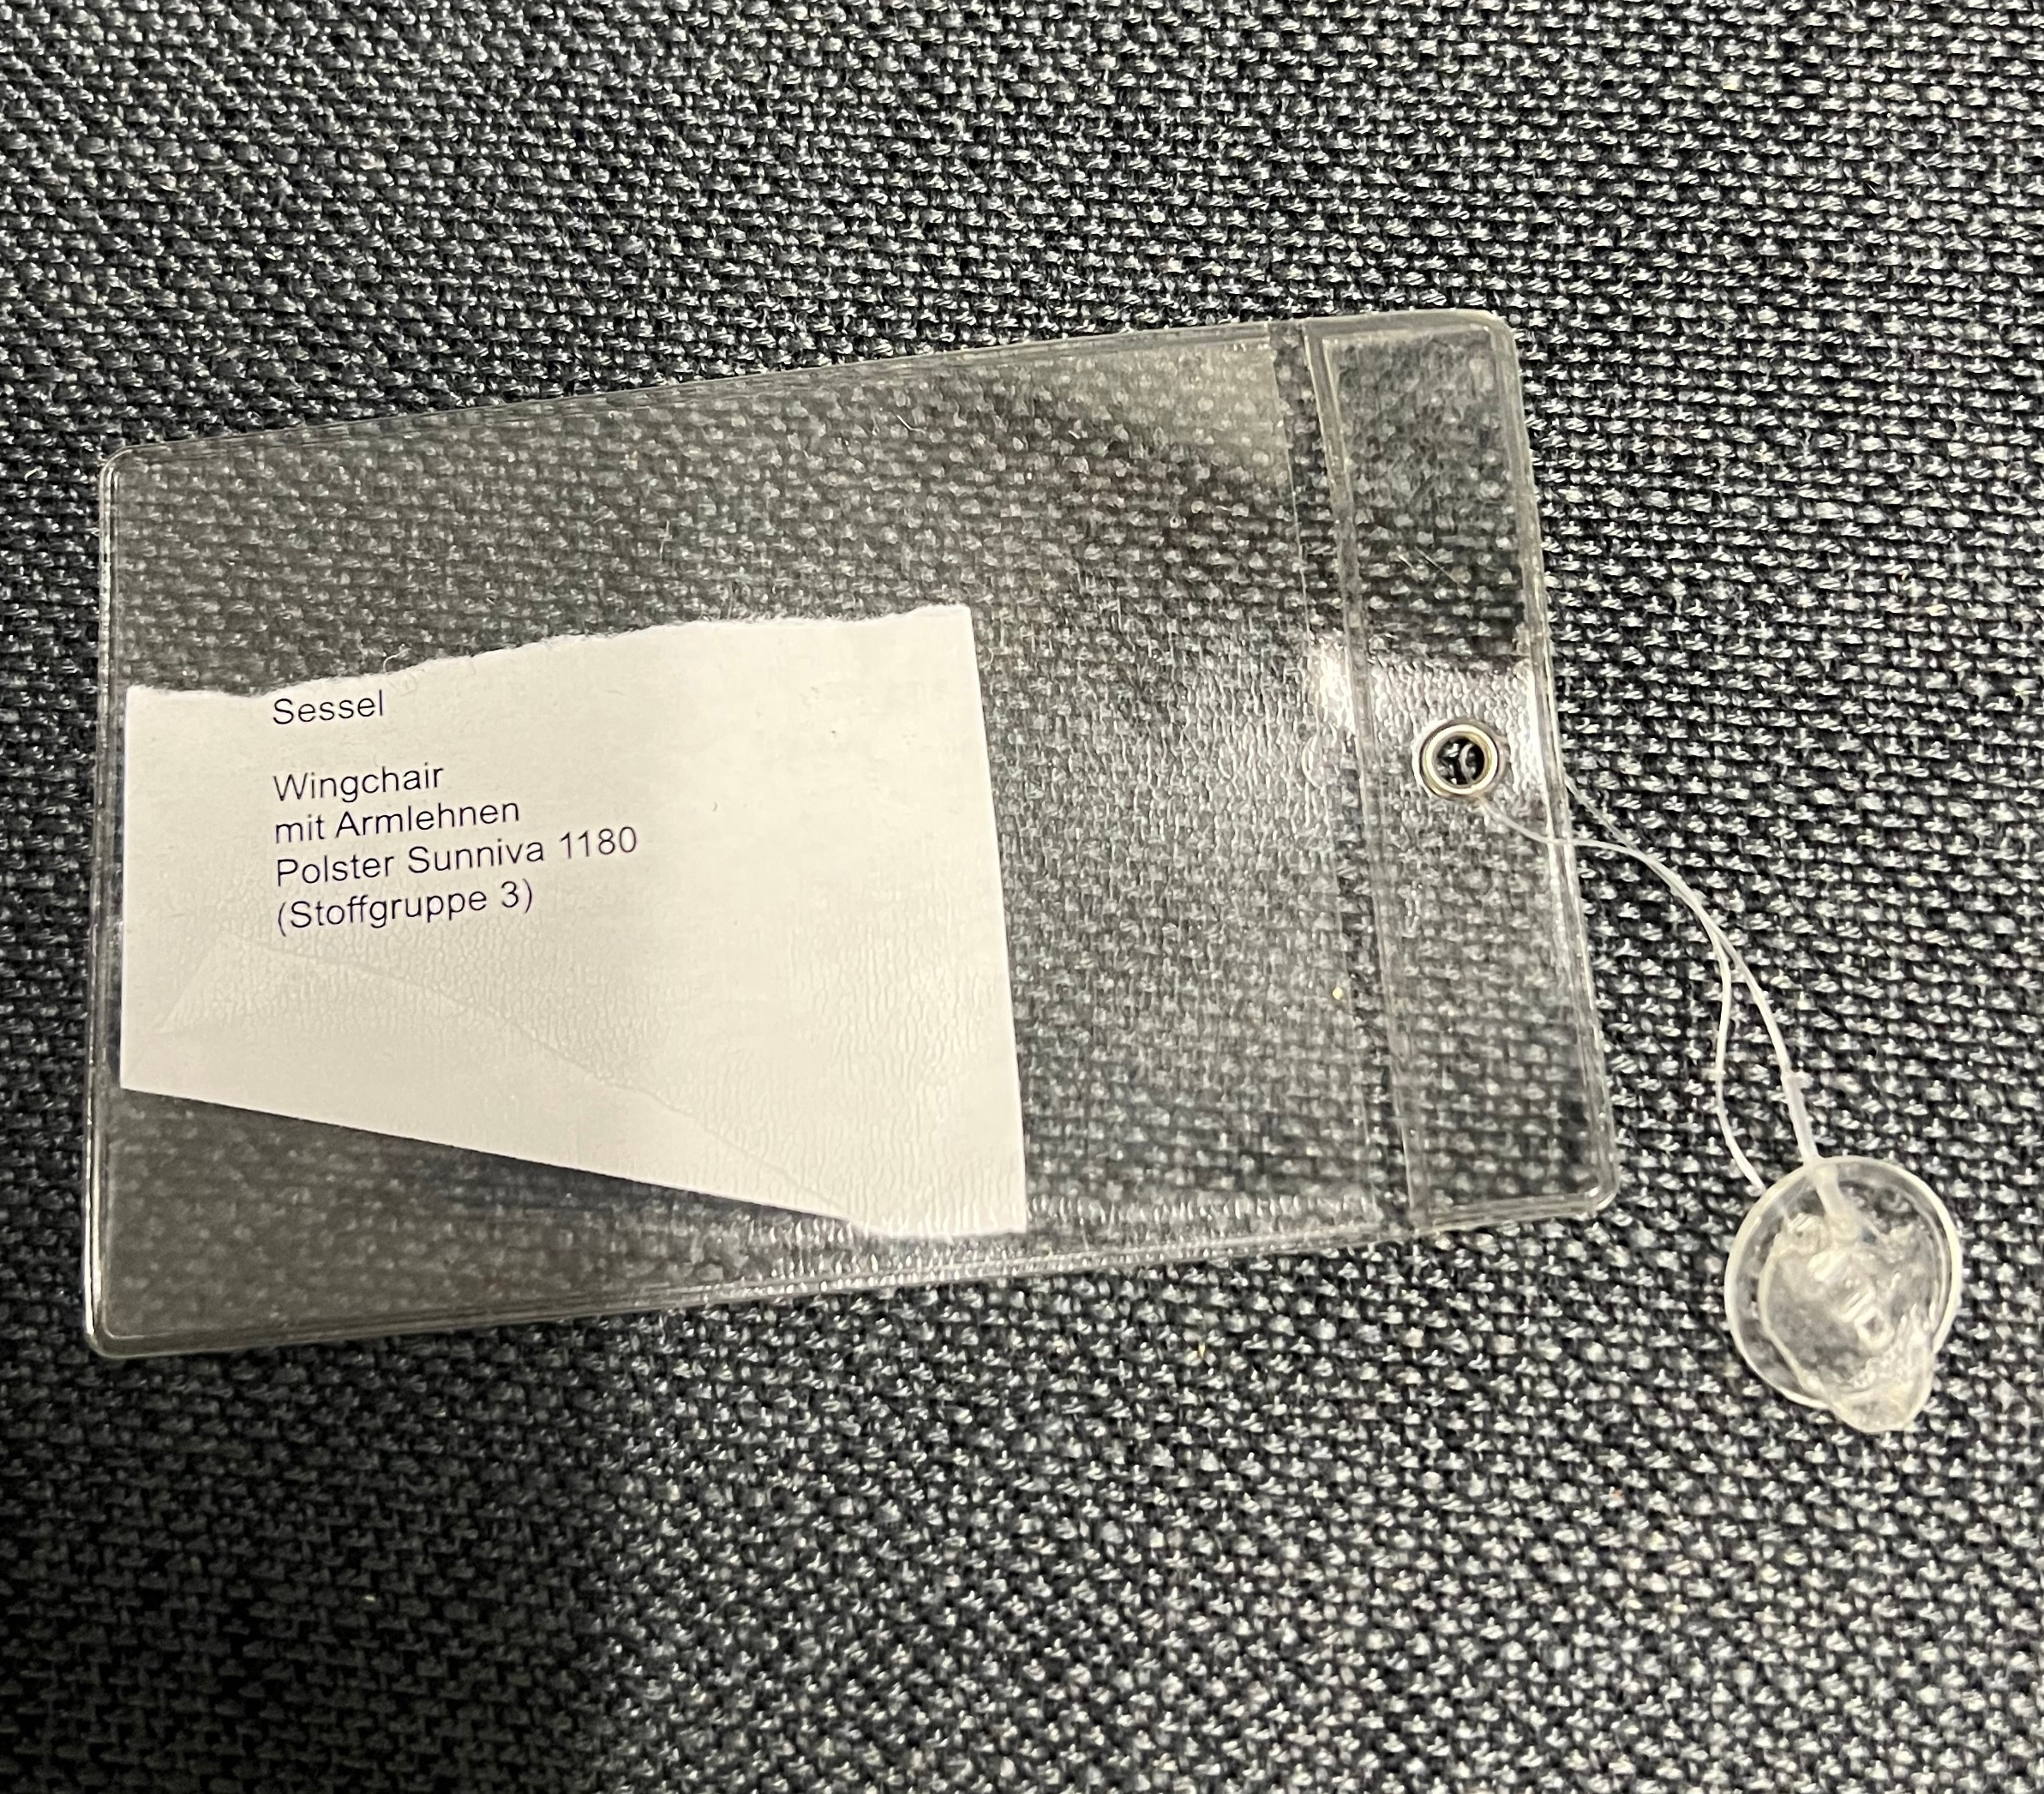 Sessel
Wingchair
mit Armlehnen
Polster Sunniva 1180
(Stoffgruppe 3)